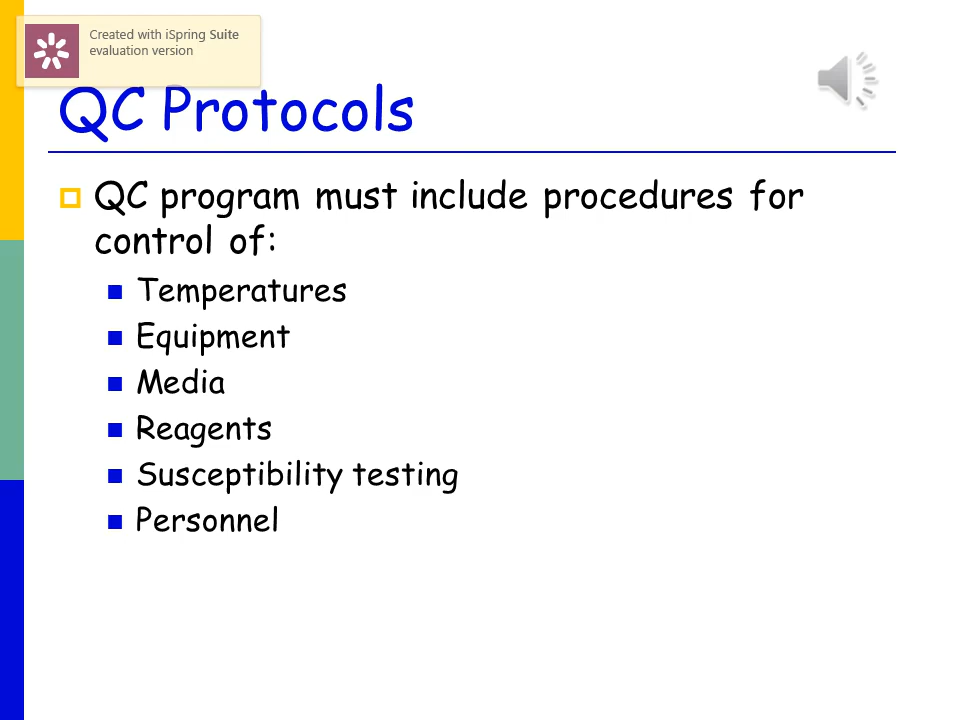 Created with iSpring Suite
evaluation version
QC Protocols
QC program must include procedures for
control of:
Temperatures
Equipment
Media
Reagents
Susceptibility testing
Personnel